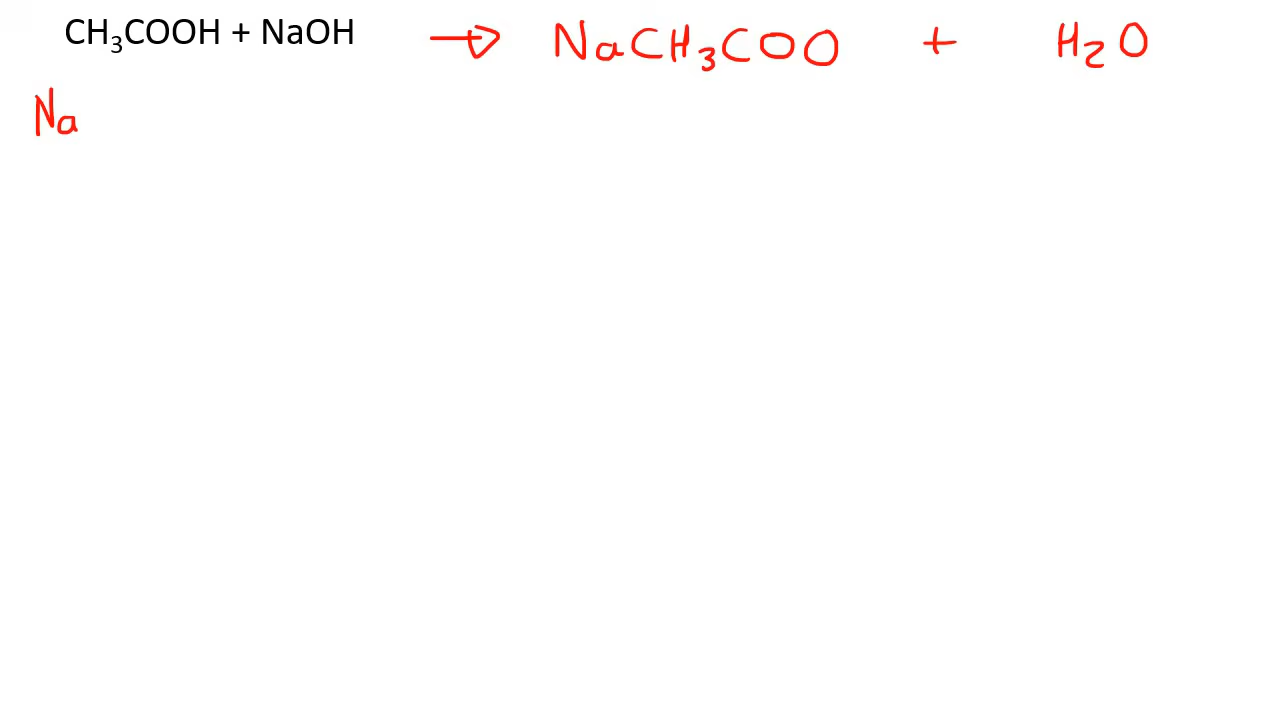 CH₃COOH + NaOH → NaCH₃COO + H₂O
Na